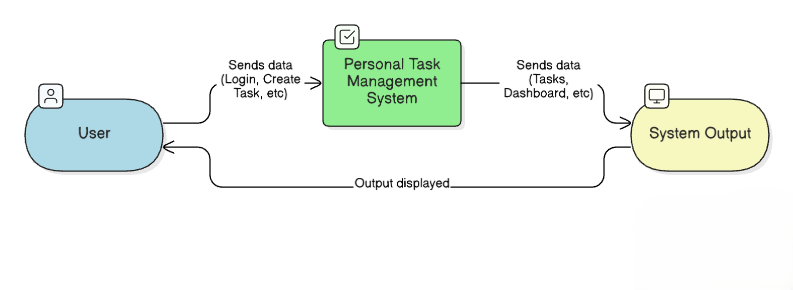 Sends data
(Login, Create
Task, etc)
Personal Task
Management
System
Sends data
(Tasks,
Dashboard, etc)
User
System Output
Output displayed